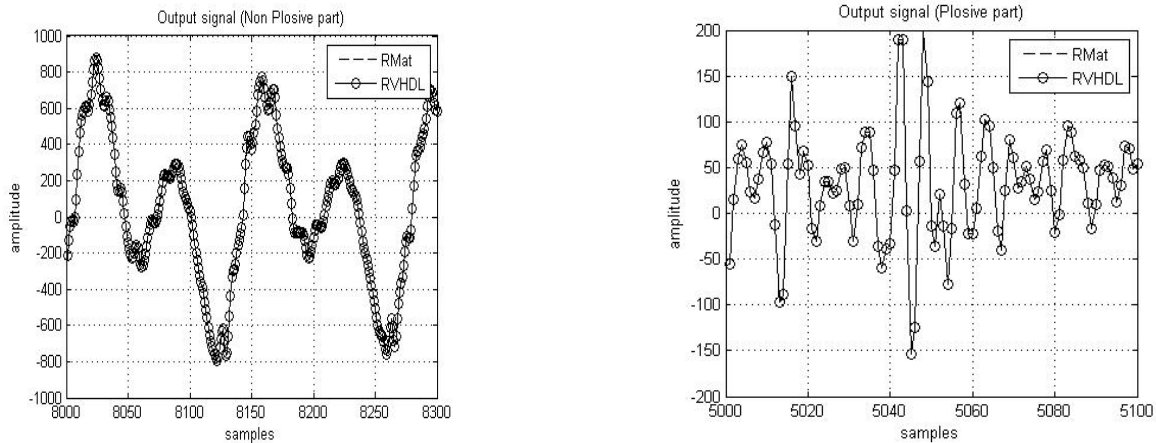 Output signal (Non Plosive part)
1000
800
600
400
200
0
-200
-400
-600
-800
-1000
amplitude
RMat
RVHDL
8000 8050 8100 8150 8200 8250 8300
samples
Output signal (Plosive part)
200
150
100
50
0
-50
-100
-150
-200
amplitude
RMat
RVHDL
5000 5020 5040 5060 5080 5100
samples